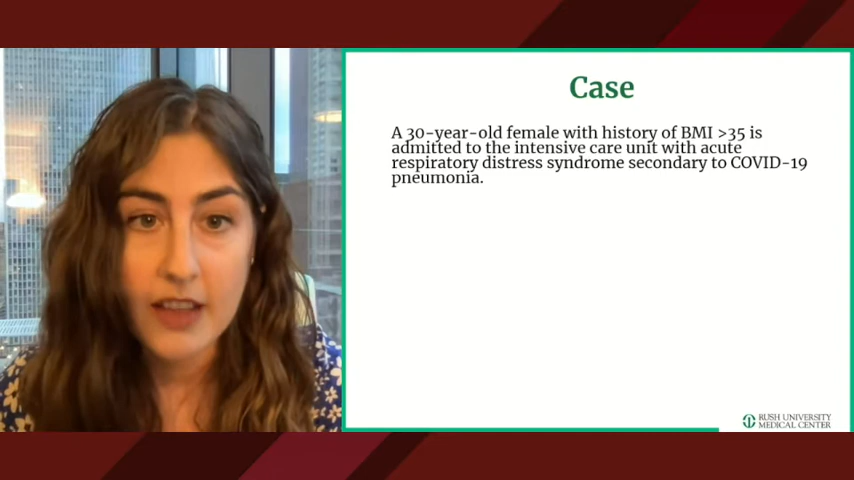 Case
A 30-year-old female with history of BMI >35 is
admitted to the intensive care unit with acute
respiratory distress syndrome secondary to COVID-19
pneumonia.
RUSH UNIVERSITY
MEDICAL CENTER